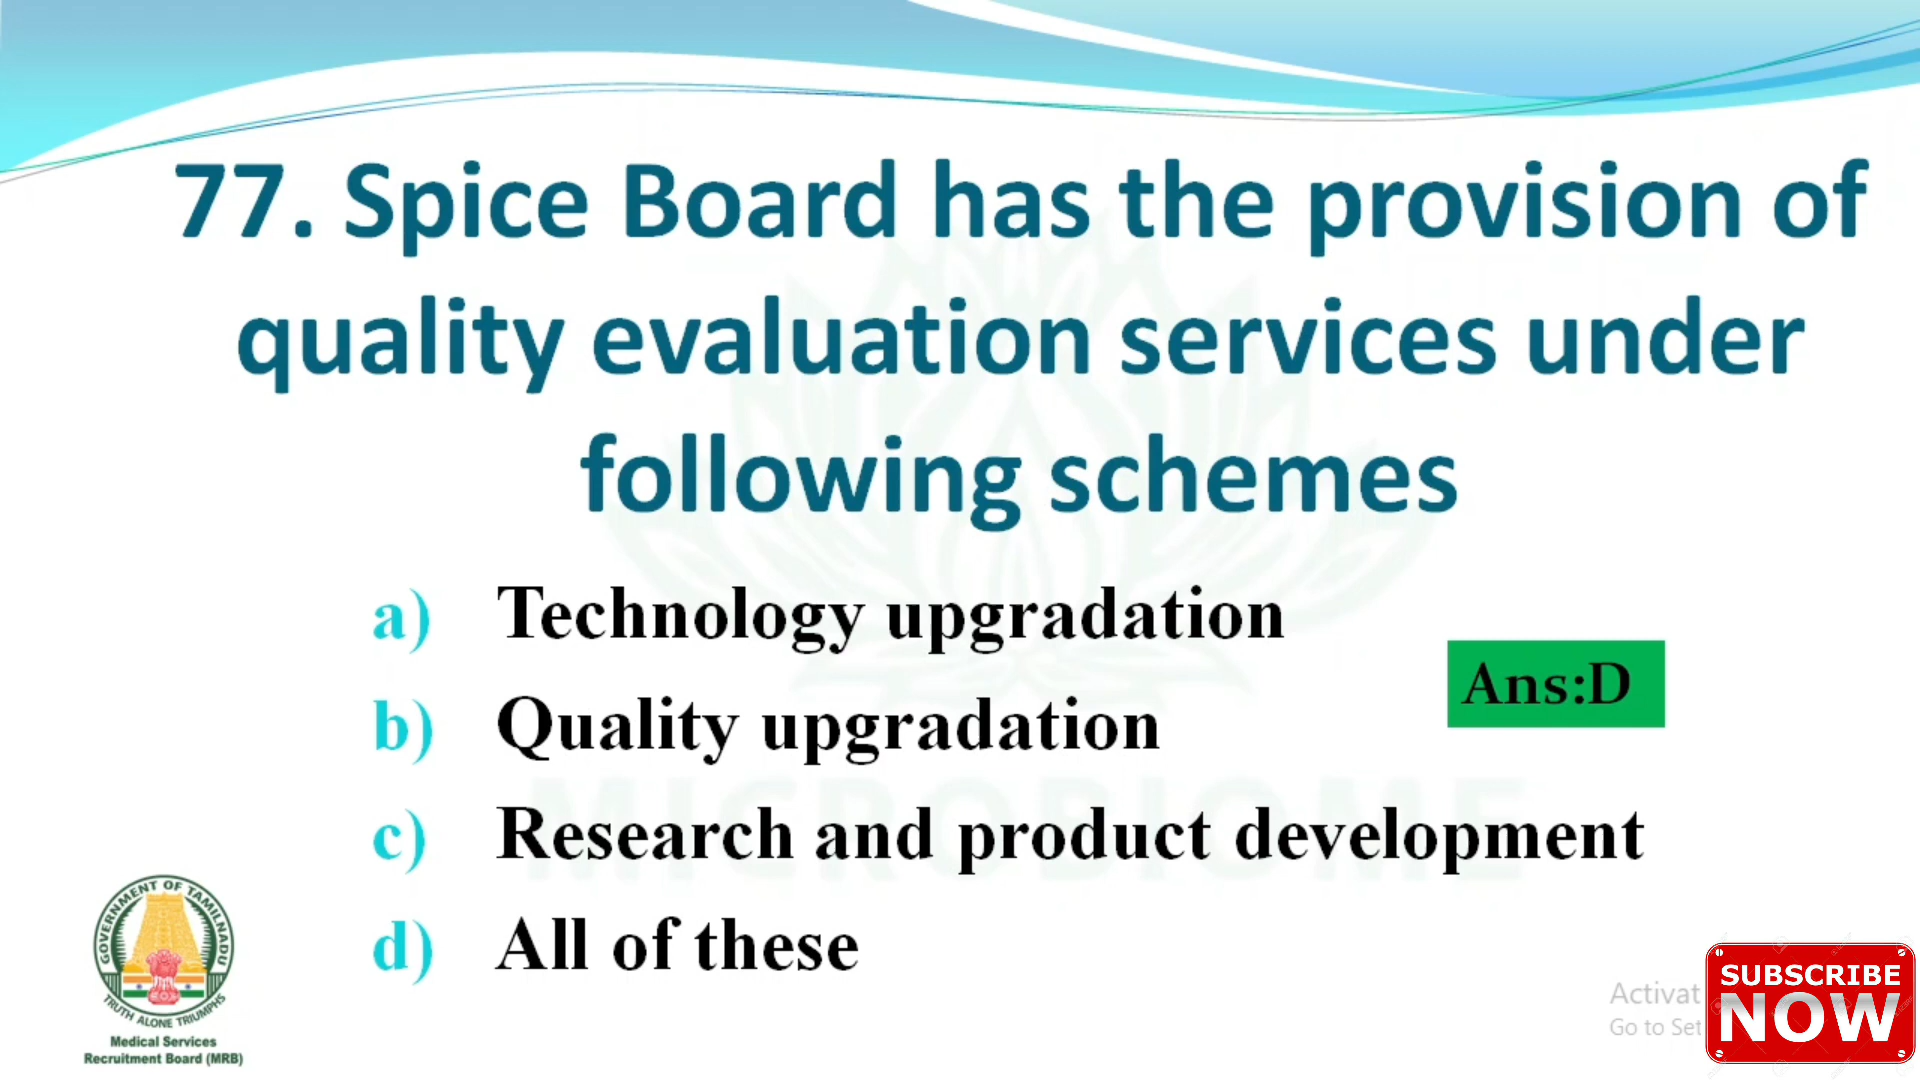 77. Spice Board has the provision of
quality evaluation services under
following schemes
a) Technology upgradation
Ans:D
b) Quality upgradation
c) Research and product development
d) All of these
MICROBIOME
GOVERNMENT OF TAMILNADU
TRUTH ALONE TRIUMPHS
Medical Services
Recruitment Board (MRB)
Activat
Go to Set
SUBSCRIBE
NOW